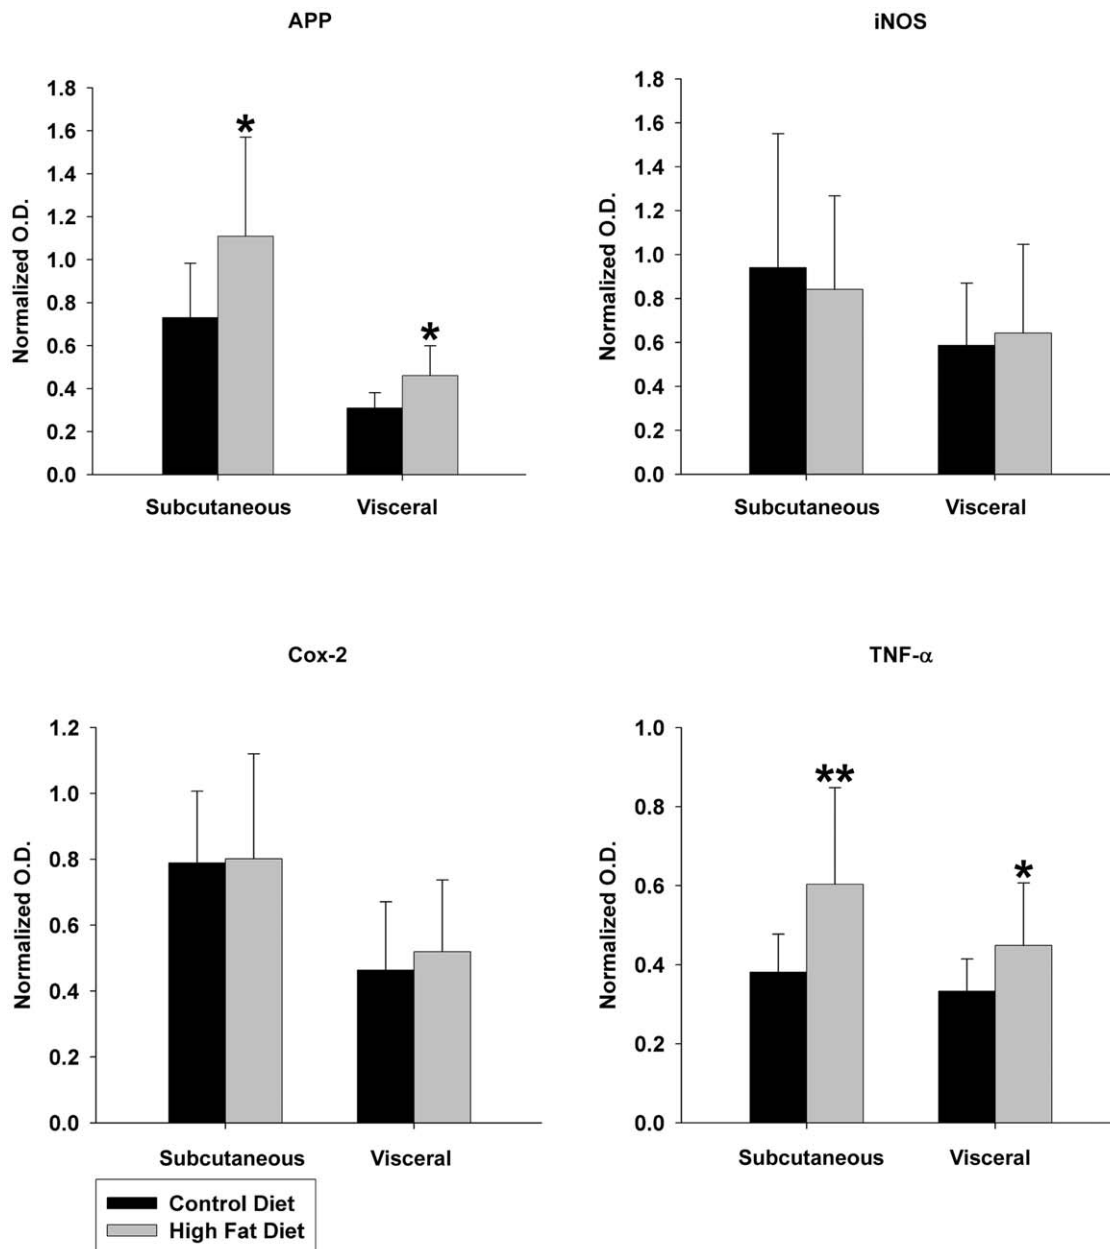 APP
1.8
1.6
1.4
1.2
1.0
0.8
0.6
0.4
0.2
0.0
Normalized O.D.
*
*
Subcutaneous Visceral
iNOS
1.8
1.6
1.4
1.2
1.0
0.8
0.6
0.4
0.2
0.0
Normalized O.D.
Subcutaneous Visceral
Cox-2
1.2
1.0
0.8
0.6
0.4
0.2
0.0
Normalized O.D.
Subcutaneous Visceral
TNF-α
1.0
0.8
0.6
0.4
0.2
0.0
Normalized O.D.
**
*
Subcutaneous Visceral
Control Diet
High Fat Diet